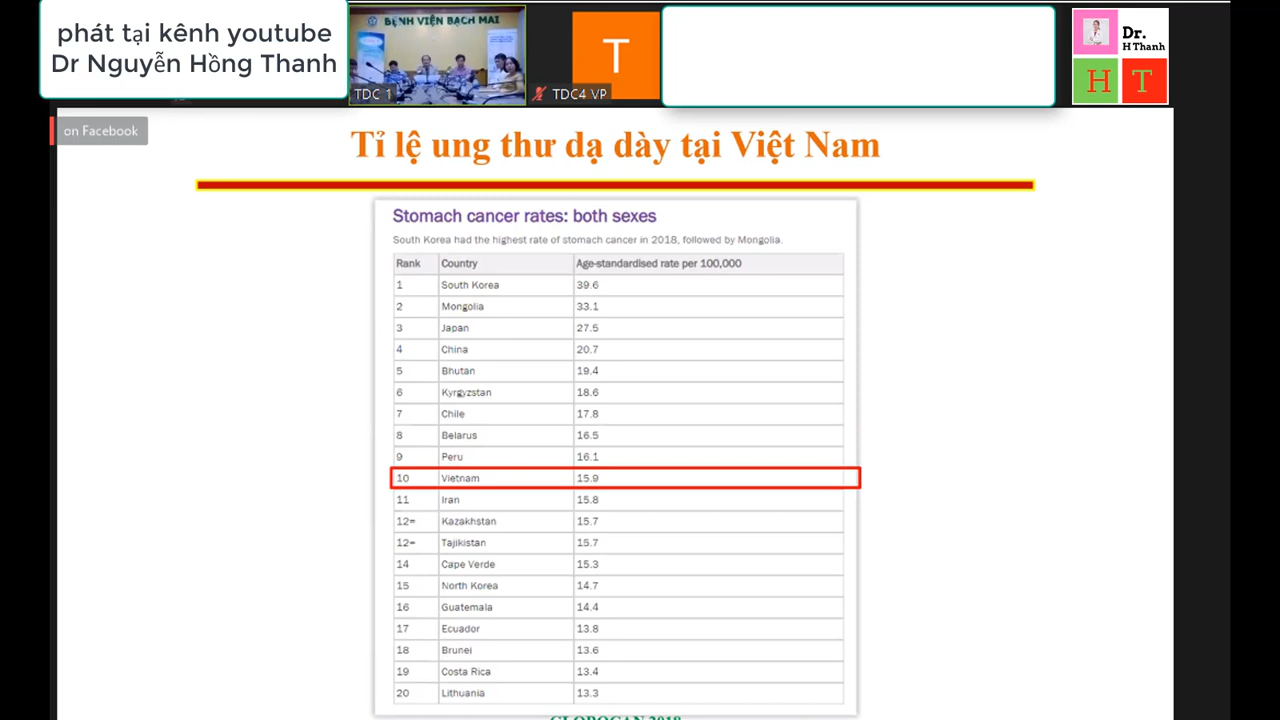 phát tại kênh youtube
Dr Nguyễn Hồng Thanh
BỆNH VIỆN BẠCH MAI
TDC 1
T
TDC4 VP
Dr.
H Thanh
H T
on Facebook
Tỉ lệ ung thư dạ dày tại Việt Nam
Stomach cancer rates: both sexes
South Korea had the highest rate of stomach cancer in 2018, followed by Mongolia.
Rank Country Age-standardised rate per 100,000
1 South Korea 39.6
2 Mongolia 33.1
3 Japan 27.5
4 China 20.7
5 Bhutan 19.4
6 Kyrgyzstan 18.6
7 Chile 17.8
8 Belarus 16.5
9 Peru 16.1
10 Vietnam 15.9
11 Iran 15.8
12= Kazakhstan 15.7
12= Tajikistan 15.7
14 Cape Verde 15.3
15 North Korea 14.7
16 Guatemala 14.4
17 Ecuador 13.8
18 Brunei 13.6
19 Costa Rica 13.4
20 Lithuania 13.3